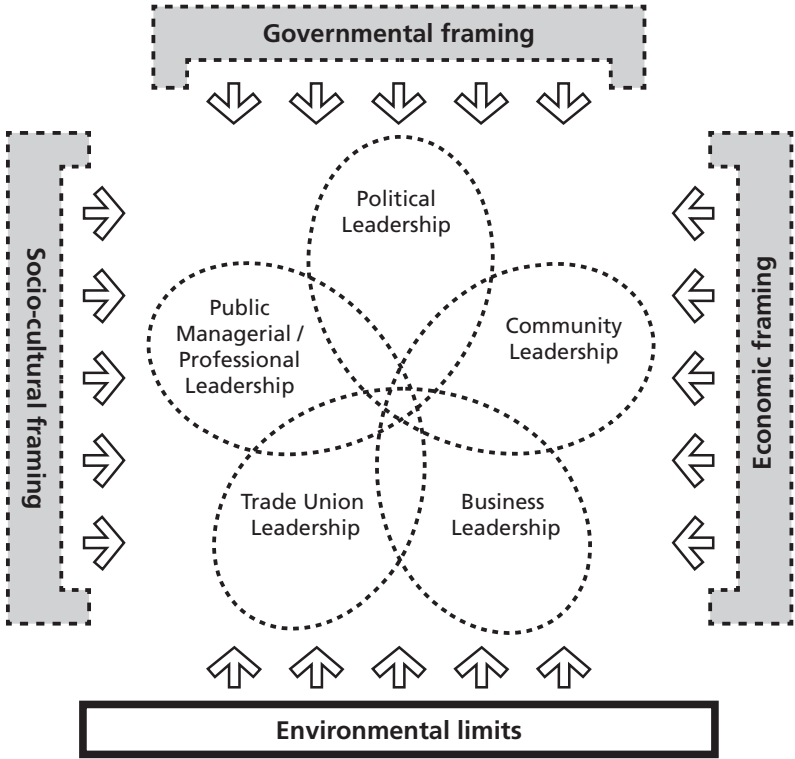 Governmental framing
Socio-cultural framing
Economic framing
Political
Leadership
Public
Managerial /
Professional
Leadership
Community
Leadership
Trade Union
Leadership
Business
Leadership
Environmental limits